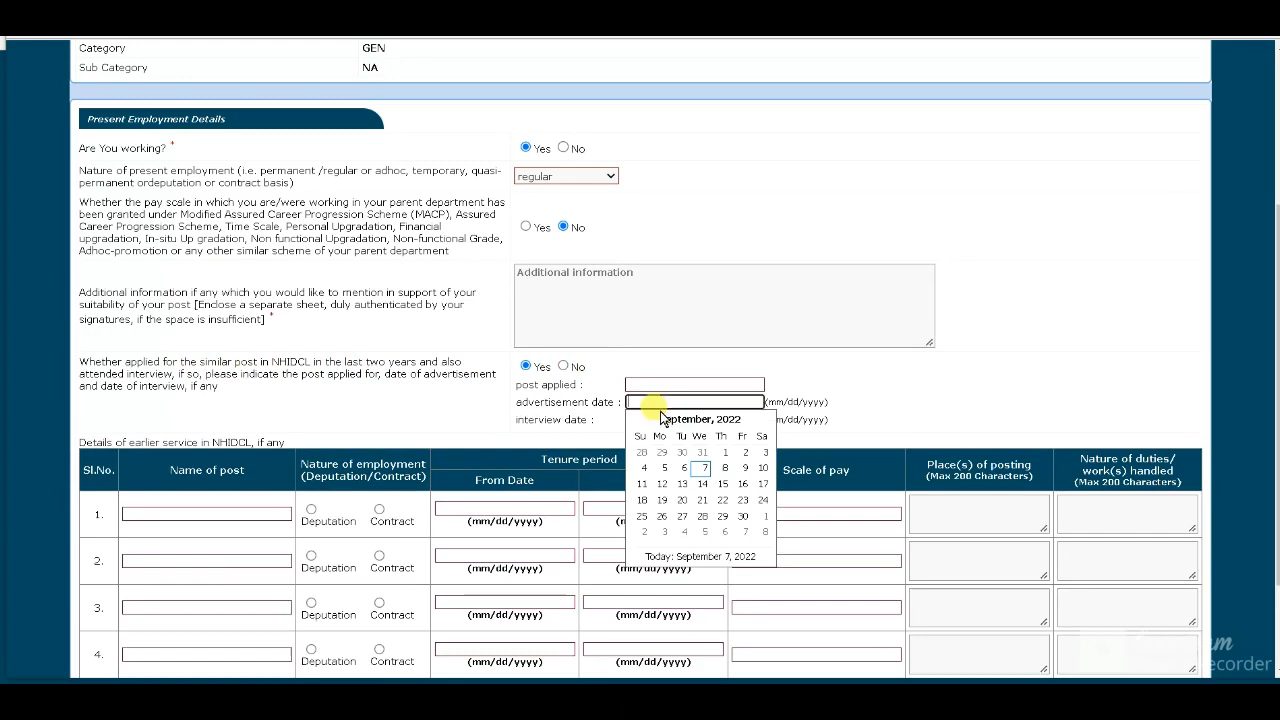 Category GEN
Sub Category NA
Present Employment Details
Are You working? * Yes No
Nature of present employment (i.e. permanent /regular or adhoc, temporary, quasi-
permanent ordeputation or contract basis)
regular
Whether the pay scale in which you are/were working in your parent department has
been granted under Modified Assured Career Progression Scheme (MACP), Assured
Career Progression Scheme, Time Scale, Personal Upgradation, Financial
upgradation, In-situ Up gradation, Non functional Upgradation, Non-functional Grade,
Adhoc-promotion or any other similar scheme of your parent department
Yes No
Additional information if any which you would like to mention in support of your
suitability of your post [Enclose a separate sheet, duly authenticated by your
signatures, if the space is insufficient] *
Additional information
Whether applied for the similar post in NHIDCL in the last two years and also
attended interview, if so, please indicate the post applied for, date of advertisement
and date of interview, if any
Yes No
post applied :
advertisement date : (mm/dd/yyyy)
interview date : m/dd/yyyy)
September, 2022
Su Mo Tu We Th Fr Sa
28 29 30 31 1 2 3
4 5 6 7 8 9 10
11 12 13 14 15 16 17
18 19 20 21 22 23 24
25 26 27 28 29 30 1
2 3 4 5 6 7 8
Today: September 7, 2022
Details of earlier service in NHIDCL, if any
Sl.No. Name of post Nature of employment
(Deputation/Contract)
Tenure period
From Date
Scale of pay
Place(s) of posting
(Max 200 Characters)
Nature of duties/
work(s) handled
(Max 200 Characters)
1. Deputation Contract (mm/dd/yyyy)
2. Deputation Contract (mm/dd/yyyy) (mm/dd/yyyy)
3. Deputation Contract (mm/dd/yyyy) (mm/dd/yyyy)
4. Deputation Contract (mm/dd/yyyy) (mm/dd/yyyy)